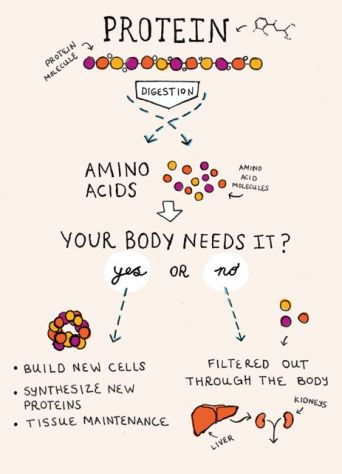 PROTEIN
PROTEIN
MOLECULE
DIGESTION
AMINO
ACIDS
AMINO
ACID
MOLECULES
YOUR BODY NEEDS IT?
yes OR no
• BUILD NEW CELLS
• SYNTHESIZE NEW
PROTEINS
• TISSUE MAINTENANCE
FILTERED OUT
THROUGH THE BODY
LIVER
KIDNEYS